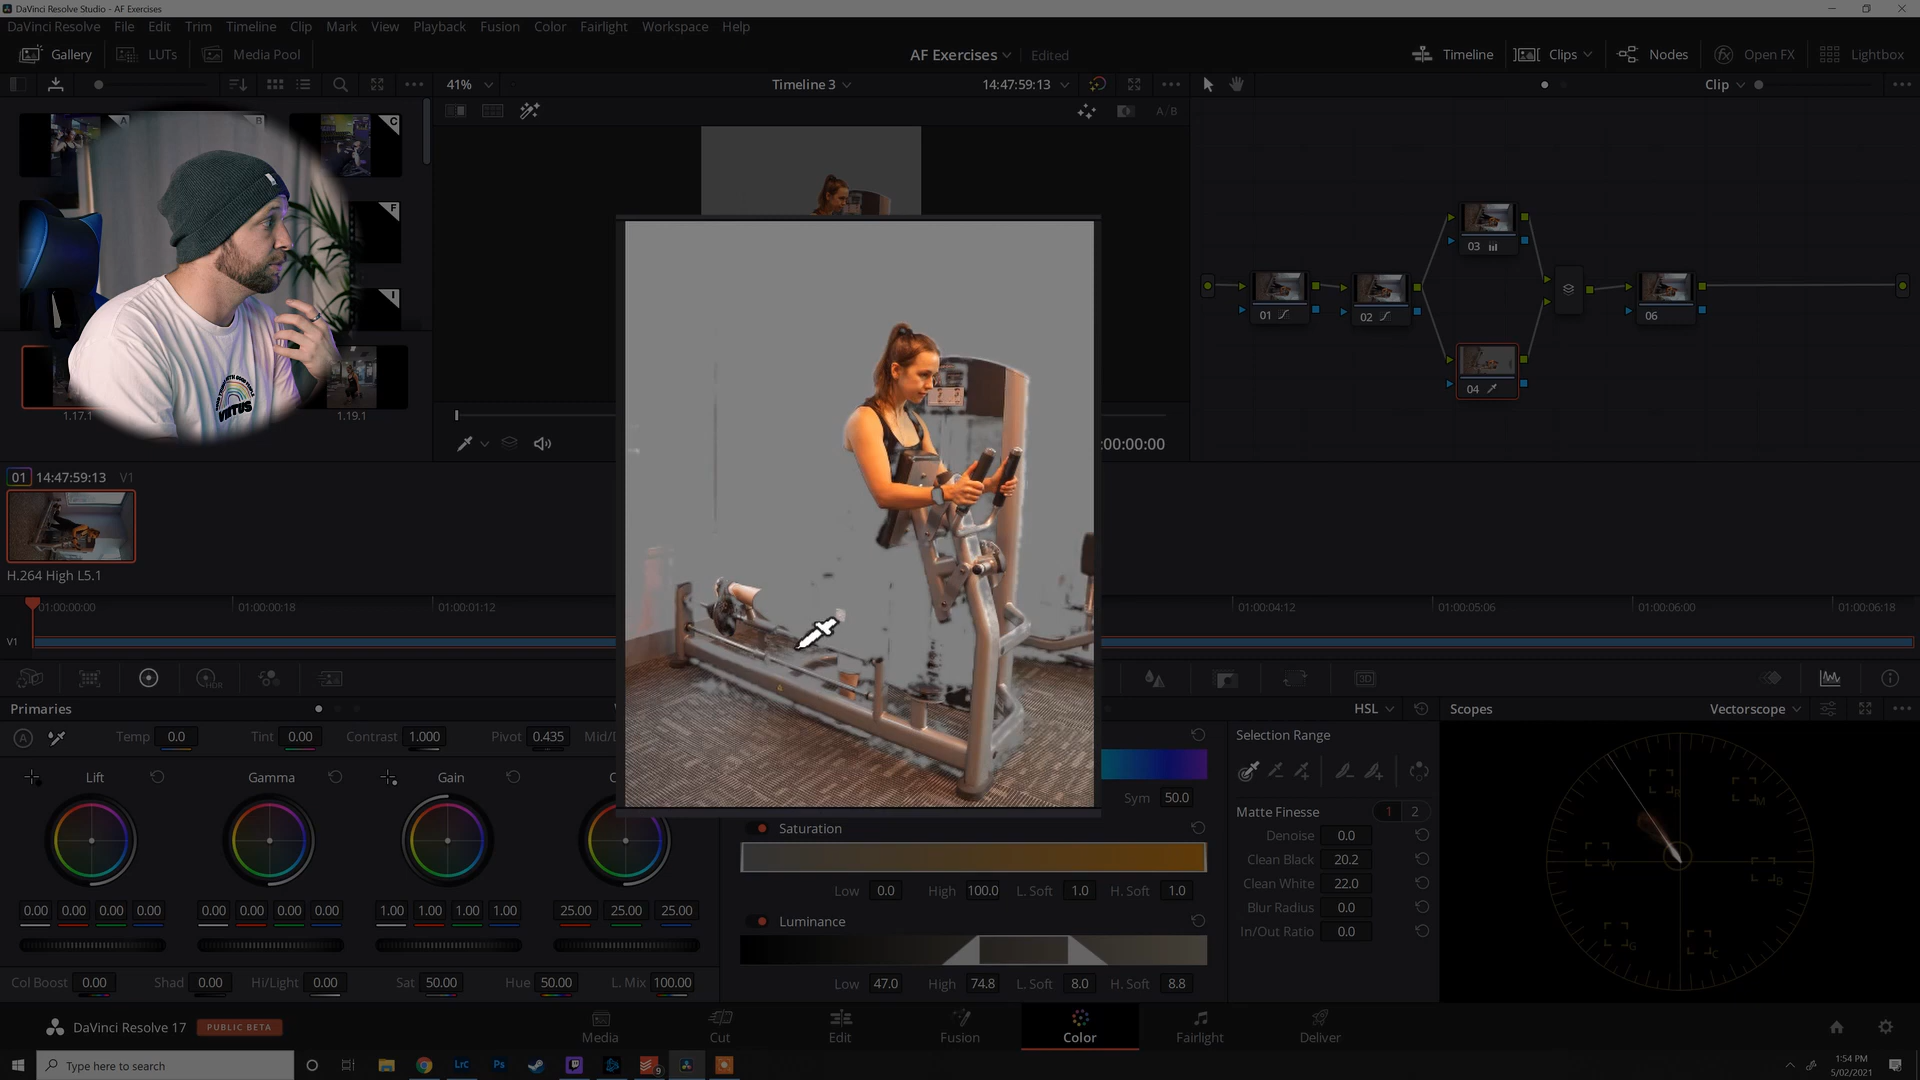 DaVinci Resolve Studio - AF Exercises
DaVinci Resolve File Edit Trim Timeline Clip Mark View Playback Fusion Color Fairlight Workspace Help
Gallery LUTs Media Pool AF Exercises Edited Timeline Clips Nodes Open FX Lightbox
41% Timeline 3 14:47:59:13 Clip
A/B
A B C
F
I
03
01 02 06
04
VIRTUS
1.17.1 1.19.1
:00:00:00
01 14:47:59:13 V1
H.264 High L5.1
01:00:00:00 01:00:00:18 01:00:01:12 01:00:04:12 01:00:05:06 01:00:06:00 01:00:06:18
V1
HDR 3D
Primaries HSL Scopes Vectorscope
A Temp 0.0 Tint 0.00 Contrast 1.000 Pivot 0.435 Mid/D
Selection Range
Lift Gamma Gain
Sym 50.0
Matte Finesse 1 2
Saturation
Denoise 0.0
Clean Black 20.2
Clean White 22.0
Low 0.0 High 100.0 L. Soft 1.0 H. Soft 1.0
Blur Radius 0.0
0.00 0.00 0.00 0.00 0.00 0.00 0.00 0.00 1.00 1.00 1.00 1.00 25.00 25.00 25.00
Luminance
In/Out Ratio 0.0
R M B C G Y
Col Boost 0.00 Shad 0.00 Hi/Light 0.00 Sat 50.00 Hue 50.00 L. Mix 100.00
Low 47.0 High 74.8 L. Soft 8.0 H. Soft 8.8
DaVinci Resolve 17 PUBLIC BETA
Media Cut Edit Fusion Color Fairlight Deliver
Type here to search
LrC Ps 9
1:54 PM
5/02/2021